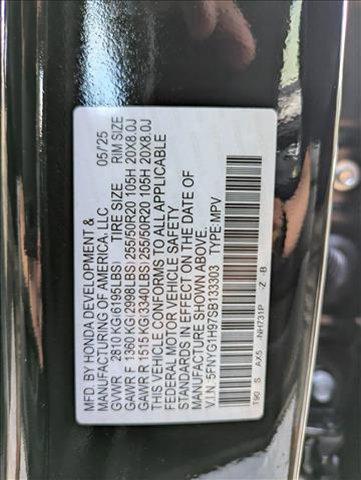 MFD. BY HONDA DEVELOPMENT & 05/25
MANUFACTURING OF AMERICA, LLC
GVWR 2810 KG(6195LBS) TIRE SIZE RIM SIZE
GAWR F 1360 KG(2998LBS)255/50R20 105H 20X8.0J
GAWR R 1515 KG(3340LBS)255/50R20 105H 20X8.0J
THIS VEHICLE CONFORMS TO ALL APPLICABLE
FEDERAL MOTOR VEHICLE SAFETY
STANDARDS IN EFFECT ON THE DATE OF
MANUFACTURE SHOWN ABOVE.
V.I.N: 5FNYG1H97SB133303 TYPE:MPV
T90 S AX5 NH731P -Z -B